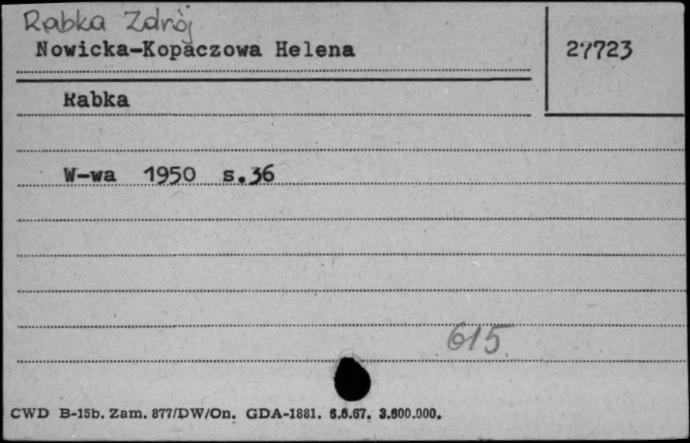 Rabka Zdrój
Nowicka-Kopaczowa Helena
27723
Rabka
W-wa 1950 s.36
615
CWD B-15b. Zam. 877/DW/On. GDA-1881. 6.6.67. 3.600.000.